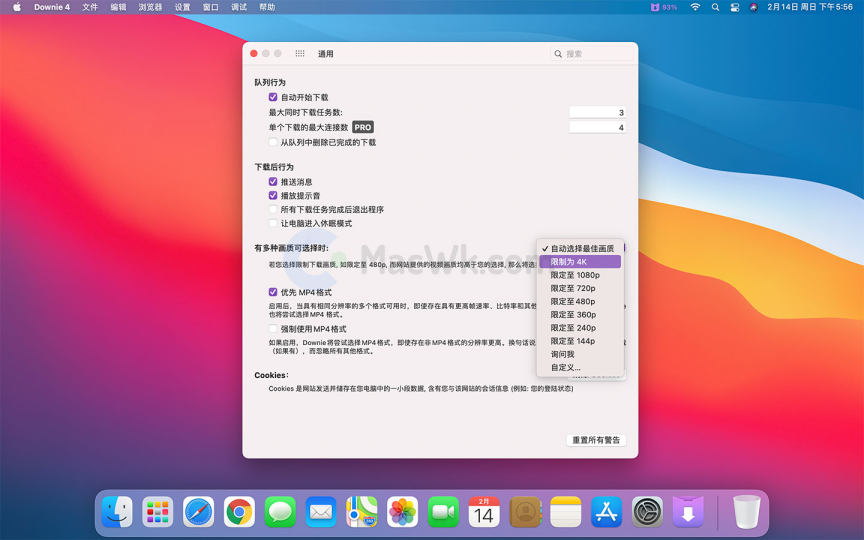 Downie 4 文件 编辑 浏览器 设置 窗口 调试 帮助 93% 2月14日 周日 下午5:56
通用 搜索
队列行为
自动开始下载
最大同时下载任务数: 3
单个下载的最大连接数 PRO 4
从队列中删除已完成的下载
下载后行为
推送消息
播放提示音
所有下载任务完成后退出程序
让电脑进入休眠模式
有多种画质可选择时:
✓ 自动选择最佳画质
限制为 4K
限定至 1080p
限定至 720p
限定至 480p
限定至 360p
限定至 240p
限定至 144p
询问我
自定义...
若您选择限制下载画质, 如限定至 480p, 而网站提供的视频画质均高于您的选择, 那么将选
MacWk.com
优先 MP4 格式
启用后，当具有相同分辨率的多个格式可用时，即使存在具有更高帧速率、比特率和其他
也将尝试选择 MP4 格式。
强制使用 MP4 格式
如果启用，Downie将尝试选择MP4格式，即使存在非MP4格式的分辨率更高。换句话说
（如果有），而忽略所有其他格式。
Cookies:
Cookies 是网站发送并储存在您电脑中的一小段数据, 含有您与该网站的会话信息 (例如: 您的登陆状态)
重置所有警告
2月
14